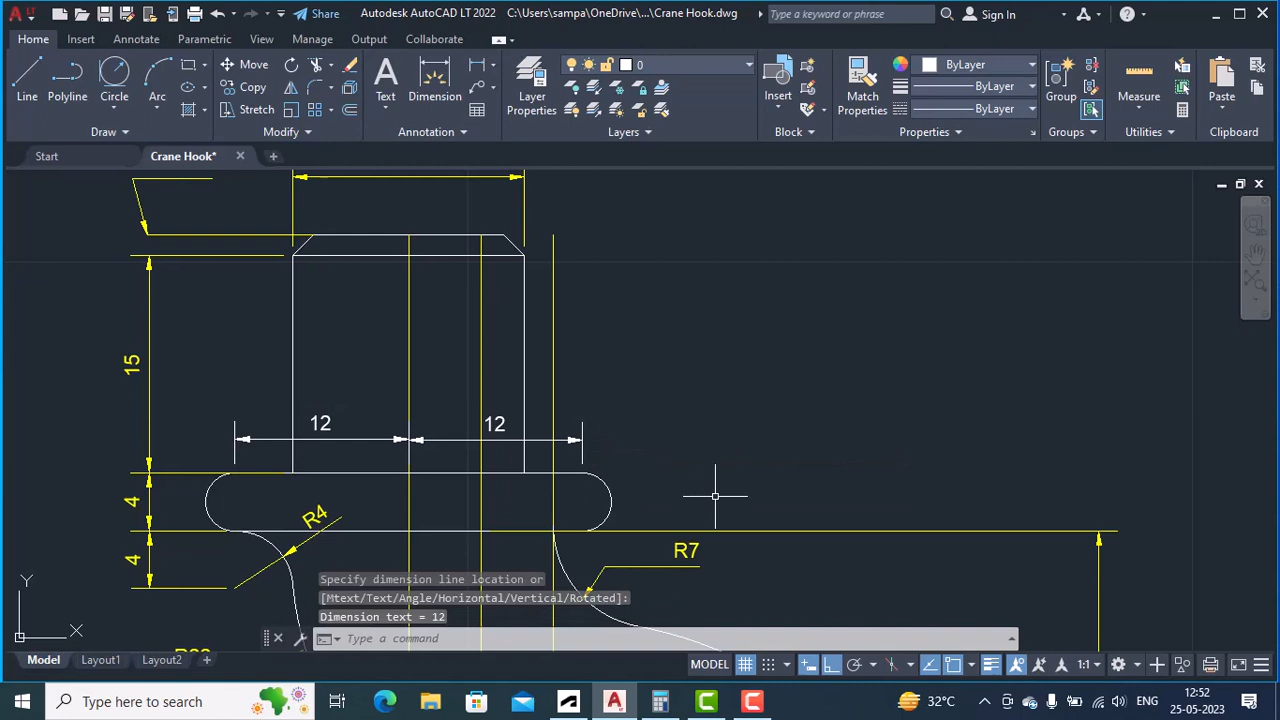 Share
Autodesk AutoCAD LT 2022
C:\Users\sampa\OneDrive\...\Crane Hook.dwg
Type a keyword or phrase
Sign In
Home
Insert
Annotate
Parametric
View
Manage
Output
Collaborate
Line
Polyline
Circle
Arc
Move
Copy
Stretch
Text
Dimension
Layer
Properties
0
Insert
Match
Properties
ByLayer
ByLayer
ByLayer
Group
Measure
Paste
Draw
Modify
Annotation
Layers
Block
Properties
Groups
Utilities
Clipboard
Start
Crane Hook*
15
12
12
4
R4
4
R7
Specify dimension line location or
[Mtext/Text/Angle/Horizontal/Vertical/Rotated]:
Dimension text = 12
Type a command
Y
X
Model
Layout1
Layout2
MODEL
1:1
Type here to search
32°C
ENG
12:52
25-05-2023